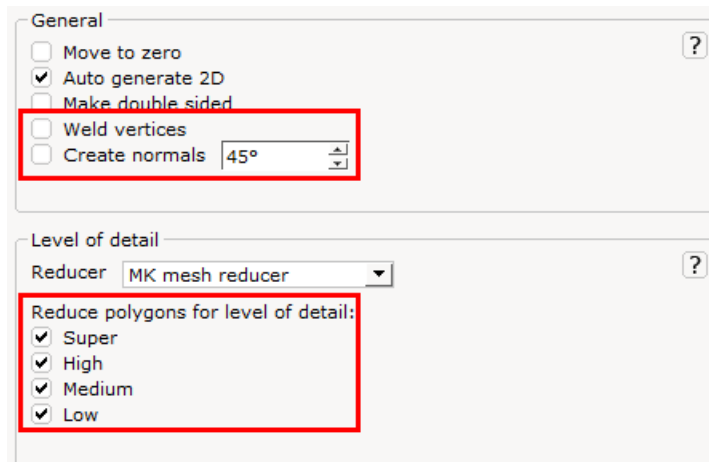 General
?
Move to zero
Auto generate 2D
Make double sided
Weld vertices
Create normals 45°
Level of detail
?
Reducer MK mesh reducer
Reduce polygons for level of detail:
Super
High
Medium
Low